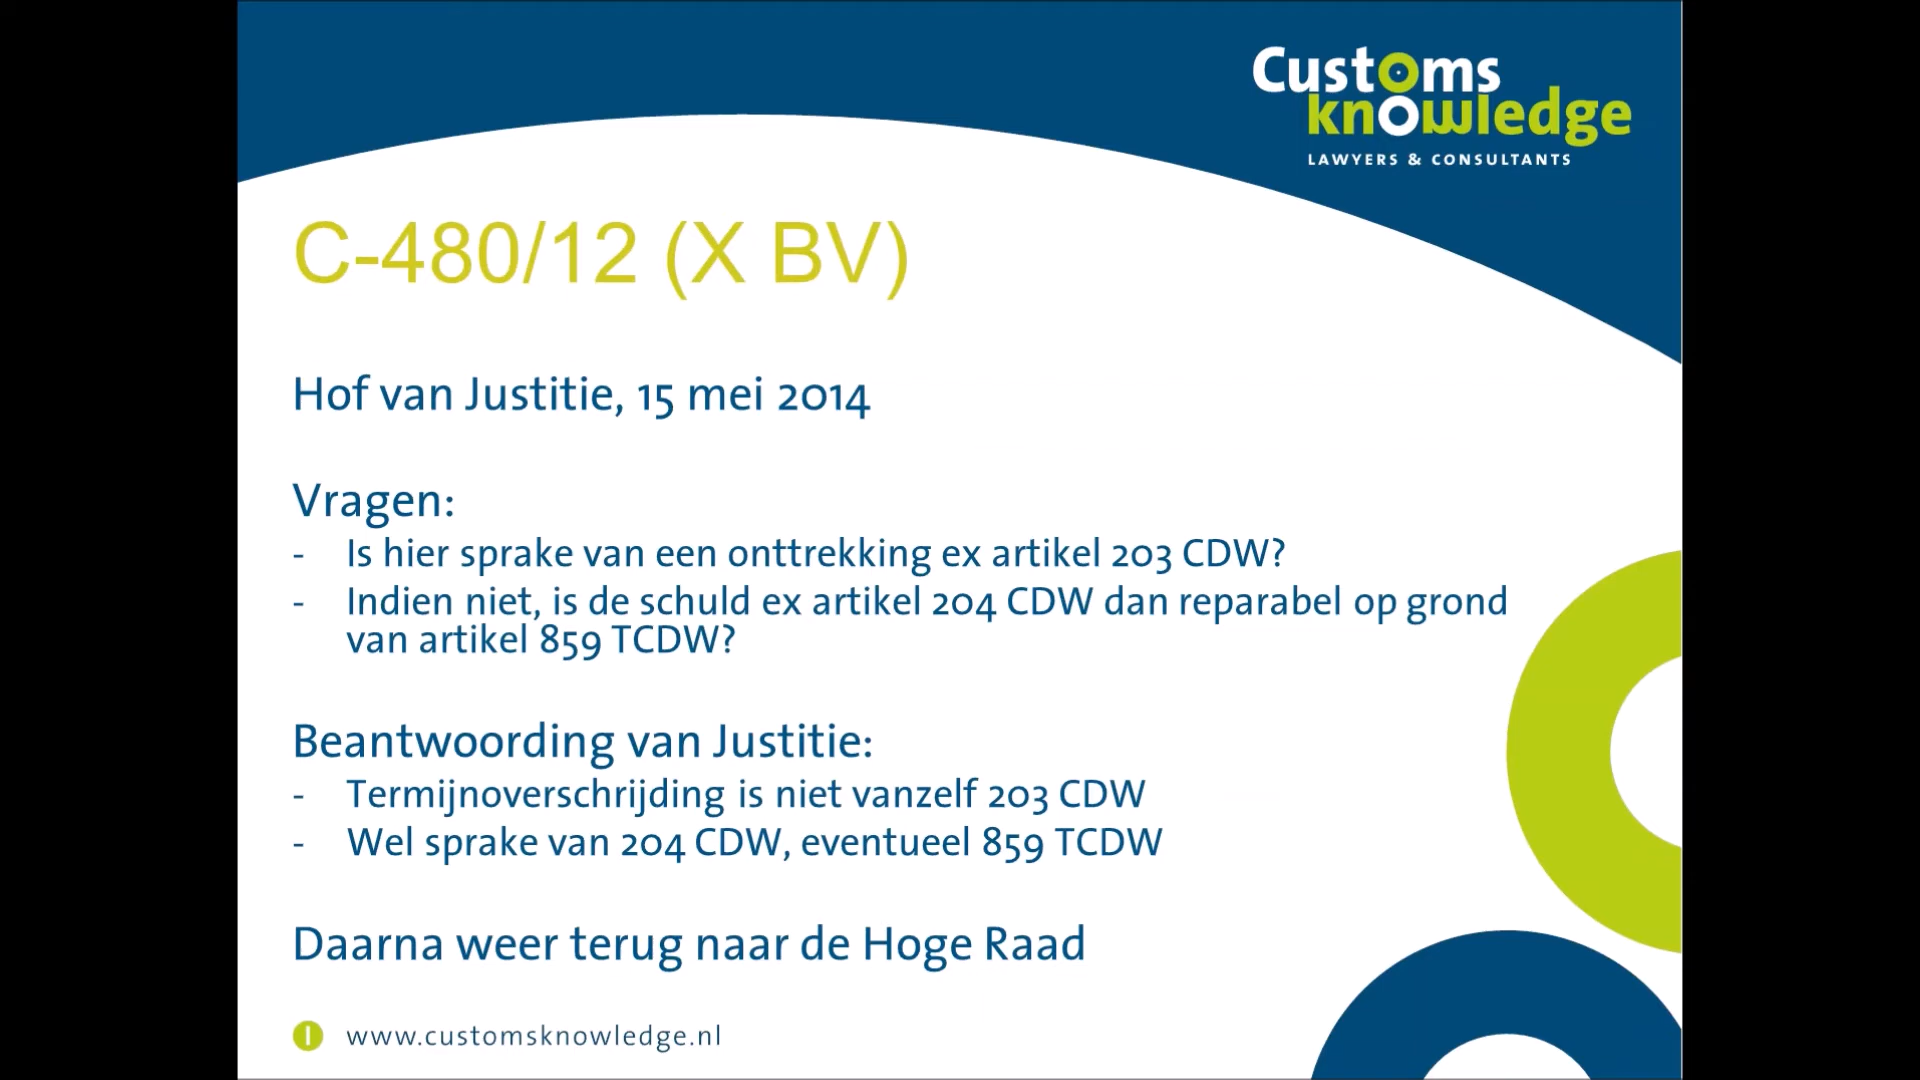 Customs
knowledge
LAWYERS & CONSULTANTS
C-480/12 (X BV)
Hof van Justitie, 15 mei 2014
Vragen:
- Is hier sprake van een onttrekking ex artikel 203 CDW?
- Indien niet, is de schuld ex artikel 204 CDW dan reparabel op grond
van artikel 859 TCDW?
Beantwoording van Justitie:
- Termijnoverschrijding is niet vanzelf 203 CDW
- Wel sprake van 204 CDW, eventueel 859 TCDW
Daarna weer terug naar de Hoge Raad
www.customsknowledge.nl